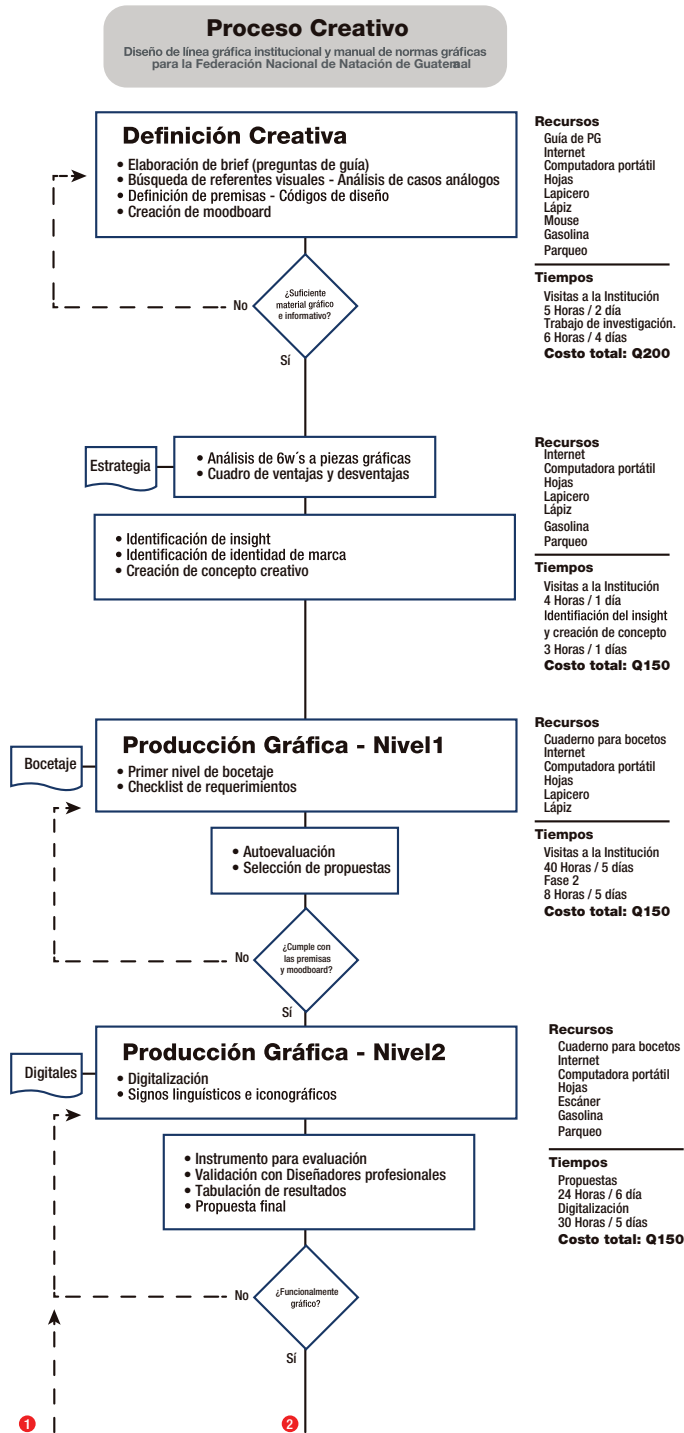 Proceso Creativo
Diseño de línea gráfica institucional y manual de normas gráficas
para la Federación Nacional de Natación de Guatemal
Definición Creativa
• Elaboración de brief (preguntas de guía)
• Búsqueda de referentes visuales - Análisis de casos análogos
• Definición de premisas - Códigos de diseño
• Creación de moodboard
Recursos
Guía de PG
Internet
Computadora portátil
Hojas
Lapicero
Lápiz
Mouse
Gasolina
Parqueo
Tiempos
Visitas a la Institución
5 Horas / 2 día
Trabajo de investigación.
6 Horas / 4 días
Costo total: Q200
¿Suficiente
material gráfico
e informativo?
No
Sí
Estrategia
• Análisis de 6w´s a piezas gráficas
• Cuadro de ventajas y desventajas
• Identificación de insight
• Identificación de identidad de marca
• Creación de concepto creativo
Recursos
Internet
Computadora portátil
Hojas
Lapicero
Lápiz
Gasolina
Parqueo
Tiempos
Visitas a la Institución
4 Horas / 1 día
Identifiación del insight
y creación de concepto
3 Horas / 1 días
Costo total: Q150
Bocetaje
Producción Gráfica - Nivel1
• Primer nivel de bocetaje
• Checklist de requerimientos
• Autoevaluación
• Selección de propuestas
¿Cumple con
las premisas
y moodboard?
No
Sí
Recursos
Cuaderno para bocetos
Internet
Computadora portátil
Hojas
Lapicero
Lápiz
Tiempos
Visitas a la Institución
40 Horas / 5 días
Fase 2
8 Horas / 5 días
Costo total: Q150
Digitales
Producción Gráfica - Nivel2
• Digitalización
• Signos linguísticos e iconográficos
• Instrumento para evaluación
• Validación con Diseñadores profesionales
• Tabulación de resultados
• Propuesta final
¿Funcionalmente
gráfico?
No
Sí
Recursos
Cuaderno para bocetos
Internet
Computadora portátil
Hojas
Escáner
Gasolina
Parqueo
Tiempos
Propuestas
24 Horas / 6 día
Digitalización
30 Horas / 5 días
Costo total: Q150
1
2